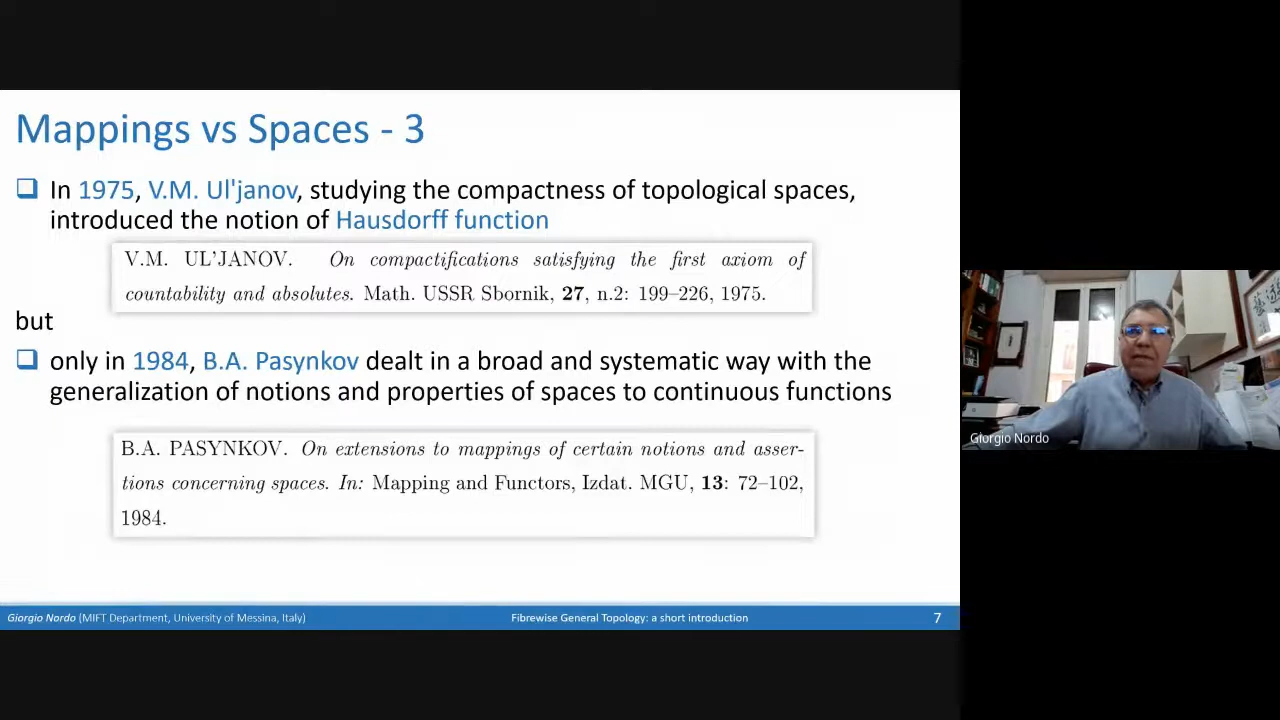 Mappings vs Spaces - 3
In 1975, V.M. Ul'janov, studying the compactness of topological spaces,
introduced the notion of Hausdorff function
V.M. UL'JANOV. On compactifications satisfying the first axiom of
countability and absolutes. Math. USSR Sbornik, 27, n.2: 199–226, 1975.
but
only in 1984, B.A. Pasynkov dealt in a broad and systematic way with the
generalization of notions and properties of spaces to continuous functions
B.A. PASYNKOV. On extensions to mappings of certain notions and asser-
tions concerning spaces. In: Mapping and Functors, Izdat. MGU, 13: 72–102,
1984.
Giorgio Nordo (MIFT Department, University of Messina, Italy)
Fibrewise General Topology: a short introduction
7
Giorgio Nordo